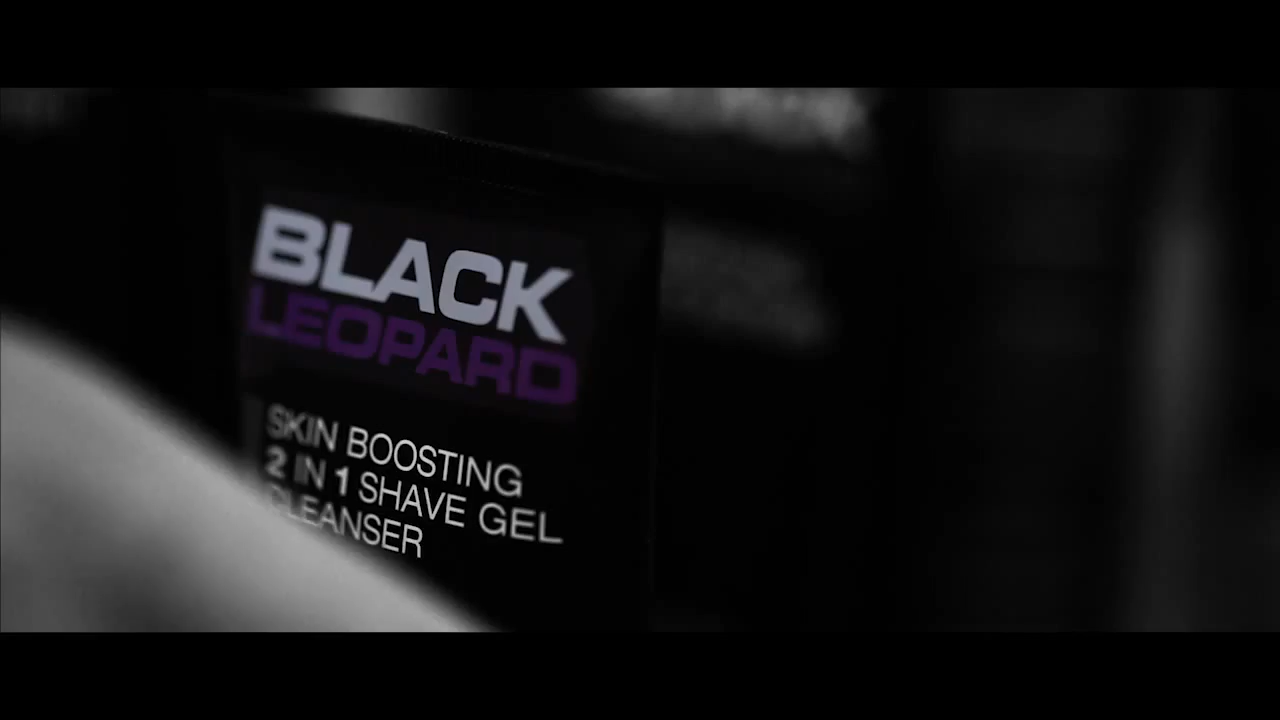 BLACK
LEOPARD
SKIN BOOSTING
2 IN 1 SHAVE GEL
CLEANSER